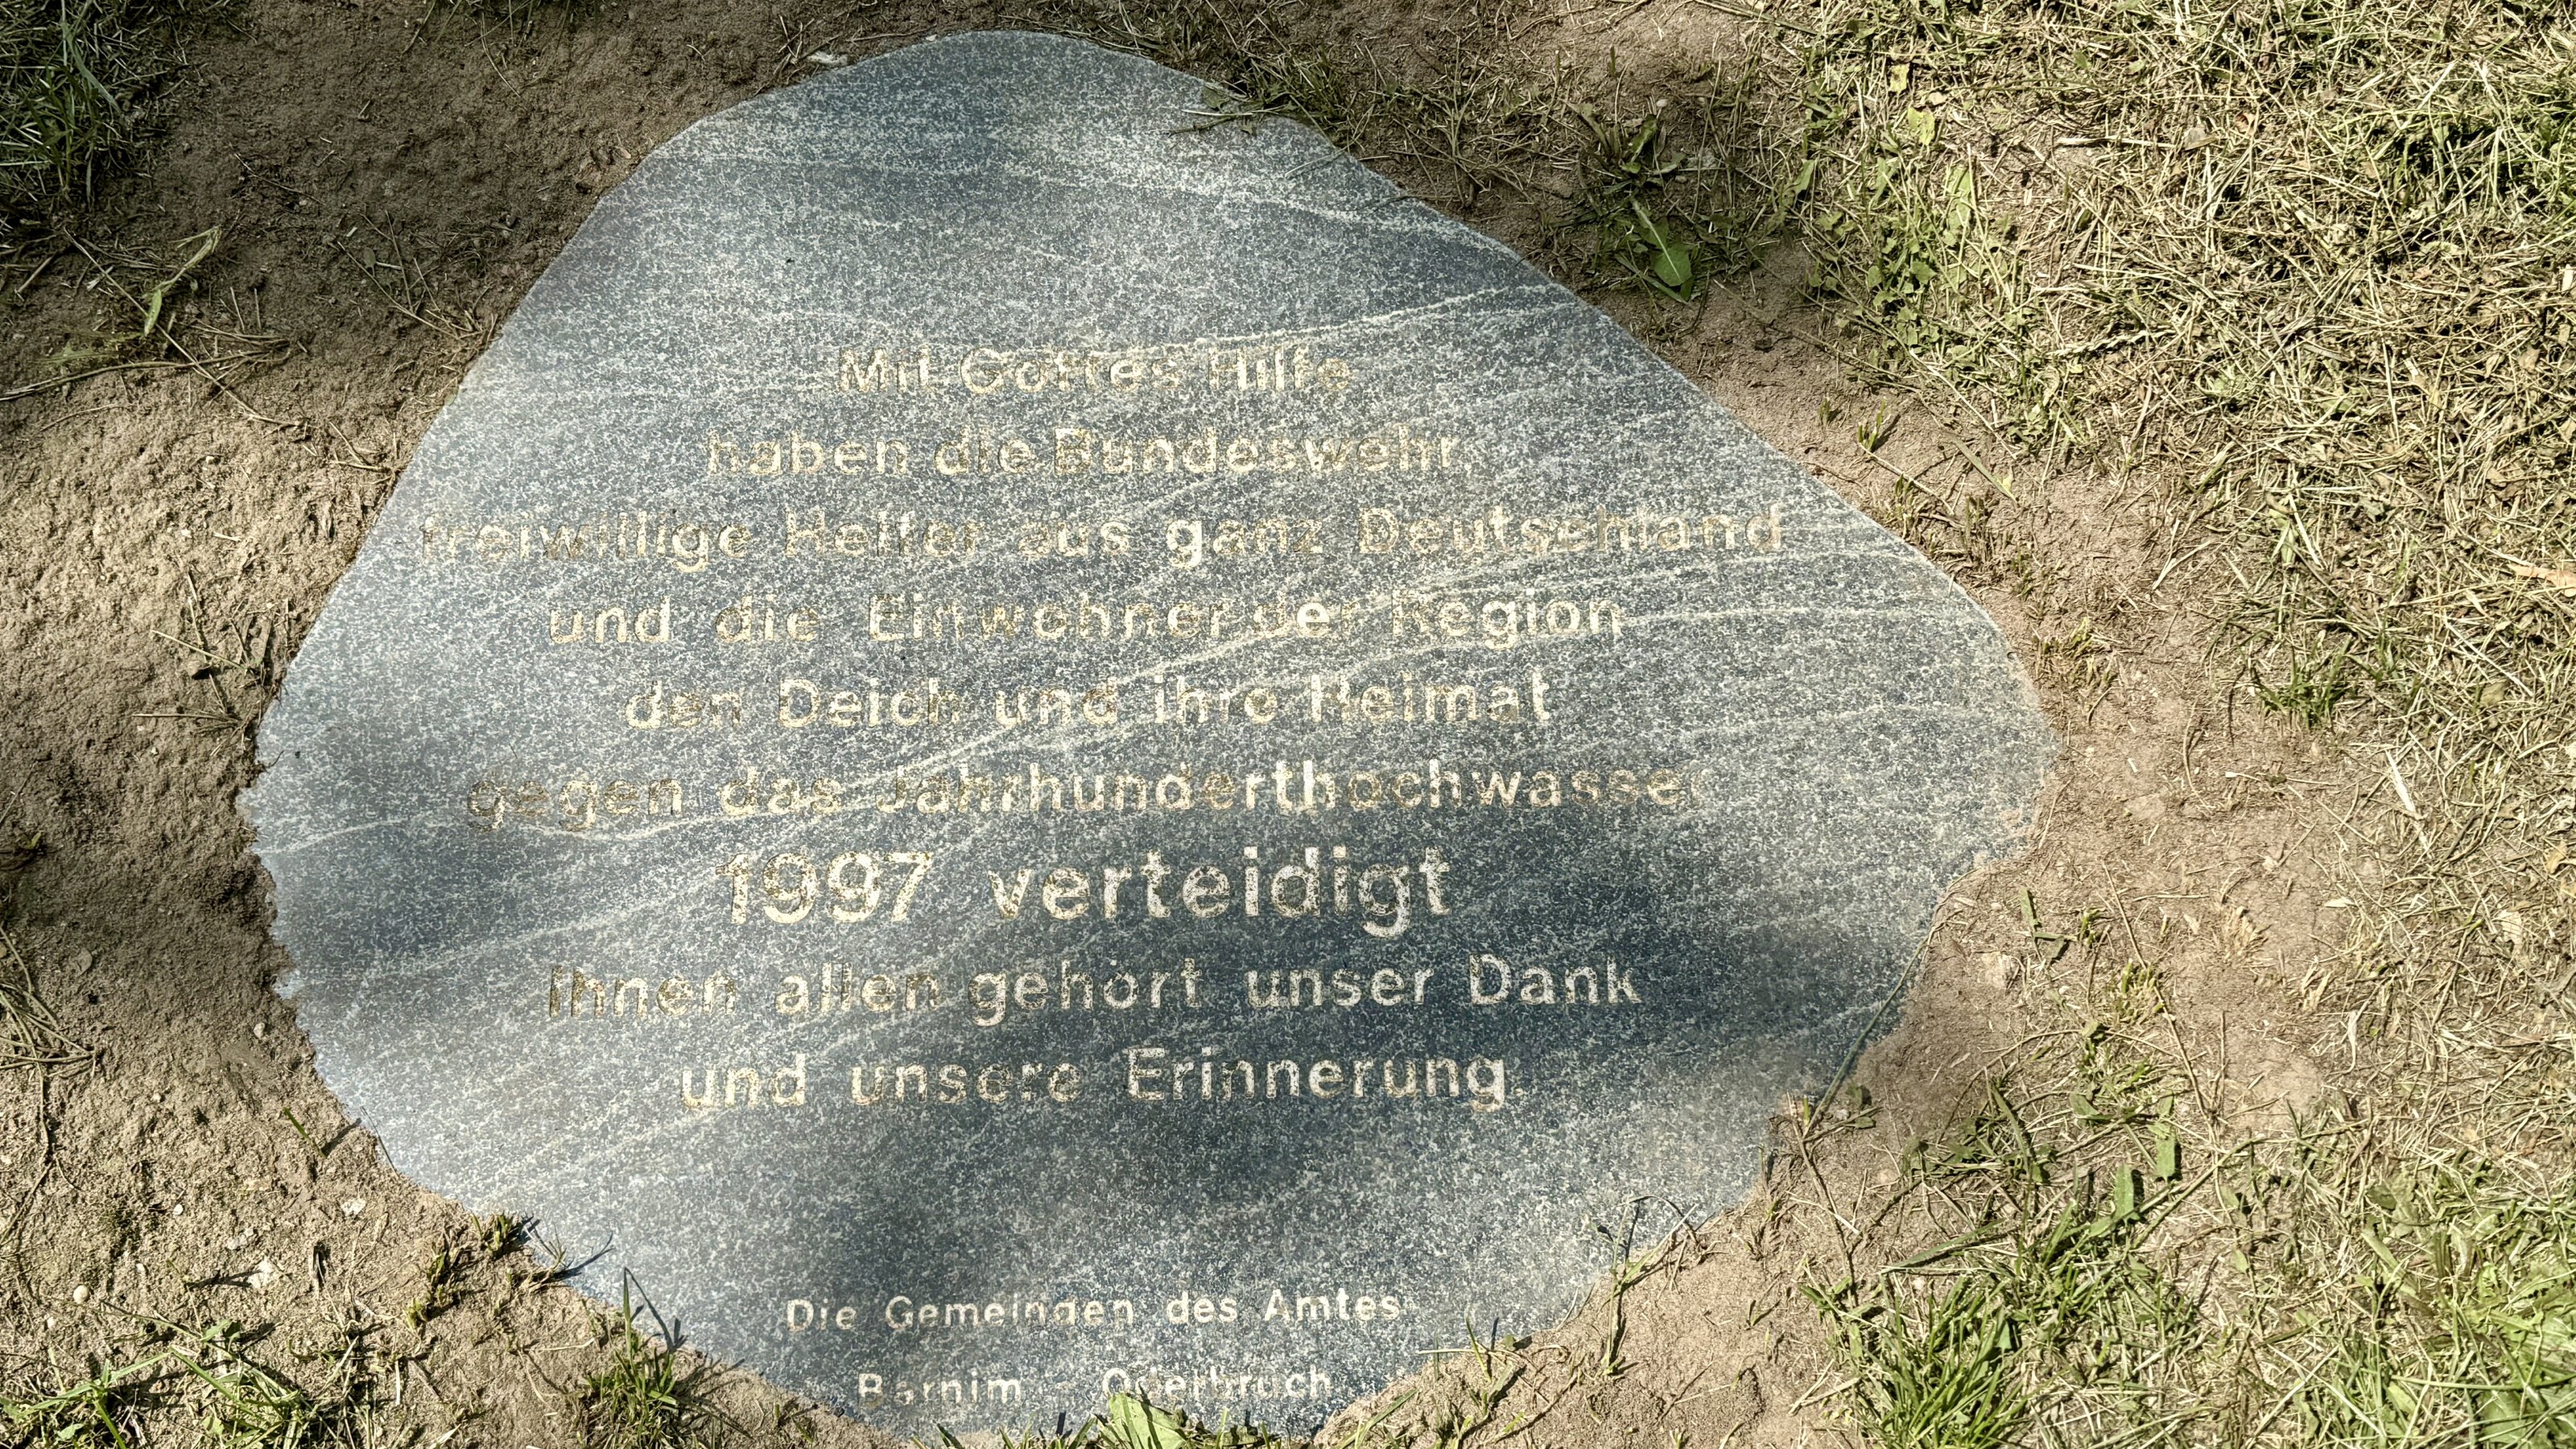 Mit Gottes Hilfe
haben die Bundeswehr,
freiwillige Helfer aus ganz Deutschland
und die Einwohner der Region
den Deich und ihre Heimat
gegen das Jahrhunderthochwasser
1997 verteidigt
Ihnen allen gehört unser Dank
und unsere Erinnerung.
Die Gemeinden des Amtes
Barnim - Oderbruch